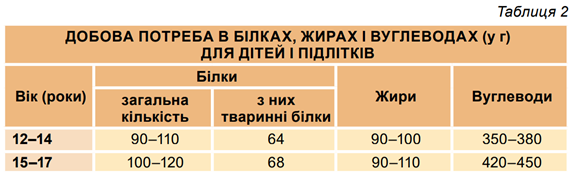 Таблиця 2
ДОБОВА ПОТРЕБА В БІЛКАХ, ЖИРАХ І ВУГЛЕВОДАХ (у г)
ДЛЯ ДІТЕЙ І ПІДЛІТКІВ
Вік (роки) Білки Жири Вуглеводи
загальна кількість з них тваринні білки
12–14 90–110 64 90–100 350–380
15–17 100–120 68 90–110 420–450